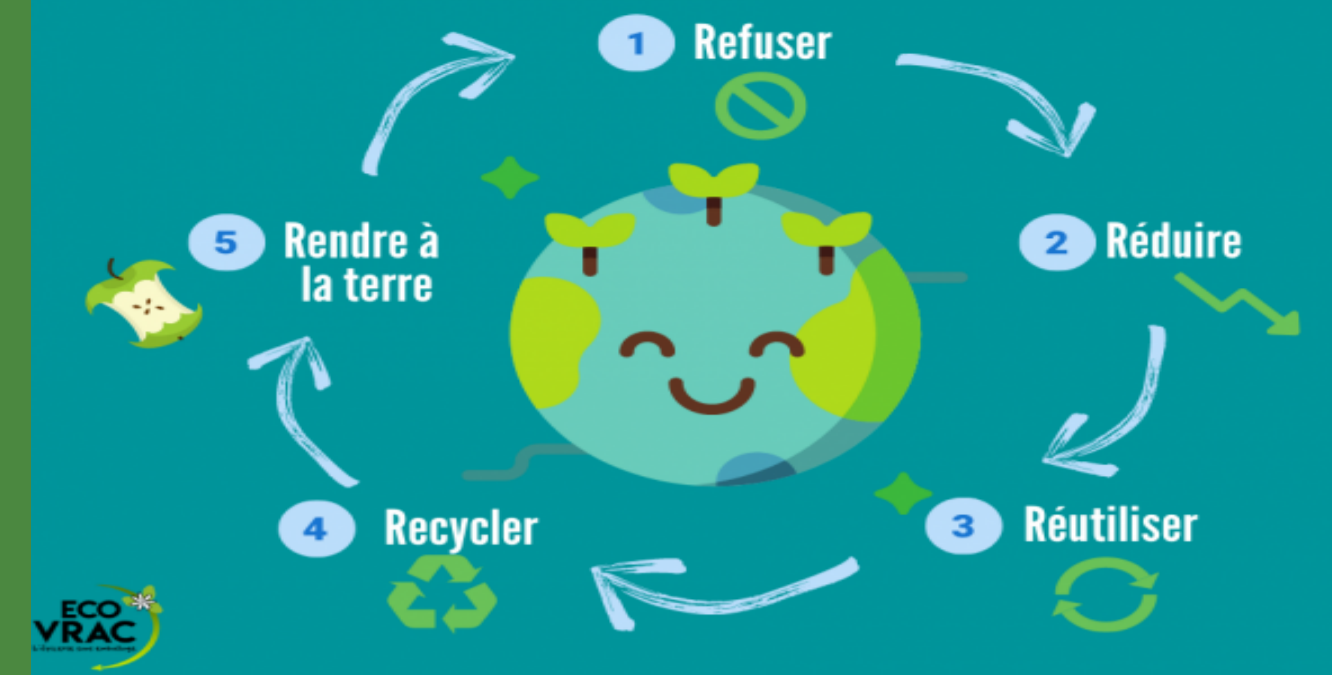 1 Refuser
2 Réduire
3 Réutiliser
4 Recycler
5 Rendre à
la terre
ECO
VRAC